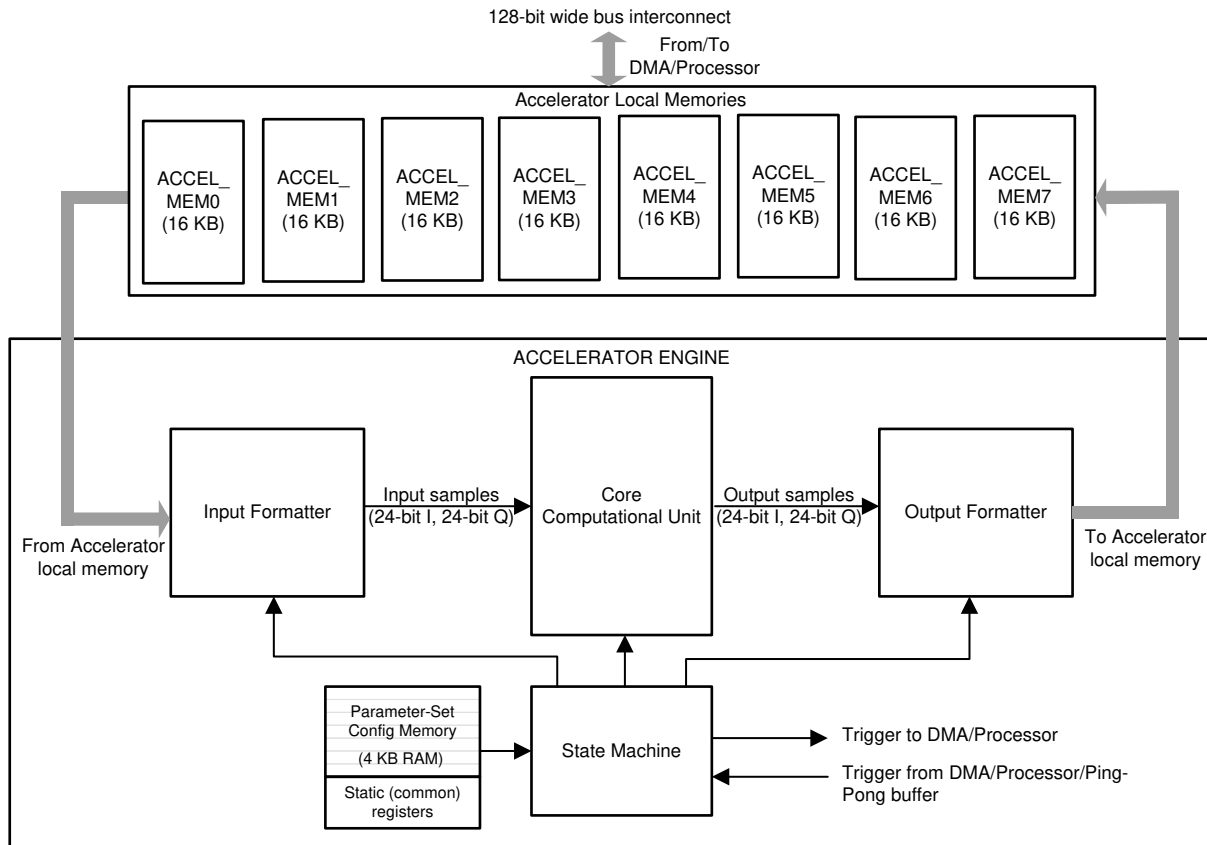 128-bit wide bus interconnect
From/To
DMA/Processor
Accelerator Local Memories
ACCEL_
MEM0
(16 KB)
ACCEL_
MEM1
(16 KB)
ACCEL_
MEM2
(16 KB)
ACCEL_
MEM3
(16 KB)
ACCEL_
MEM4
(16 KB)
ACCEL_
MEM5
(16 KB)
ACCEL_
MEM6
(16 KB)
ACCEL_
MEM7
(16 KB)
ACCELERATOR ENGINE
From Accelerator
local memory
Input Formatter
Input samples
(24-bit I, 24-bit Q)
Core
Computational Unit
Output samples
(24-bit I, 24-bit Q)
Output Formatter
To Accelerator
local memory
Parameter-Set
Config Memory
(4 KB RAM)
Static (common)
registers
State Machine
Trigger to DMA/Processor
Trigger from DMA/Processor/Ping-
Pong buffer